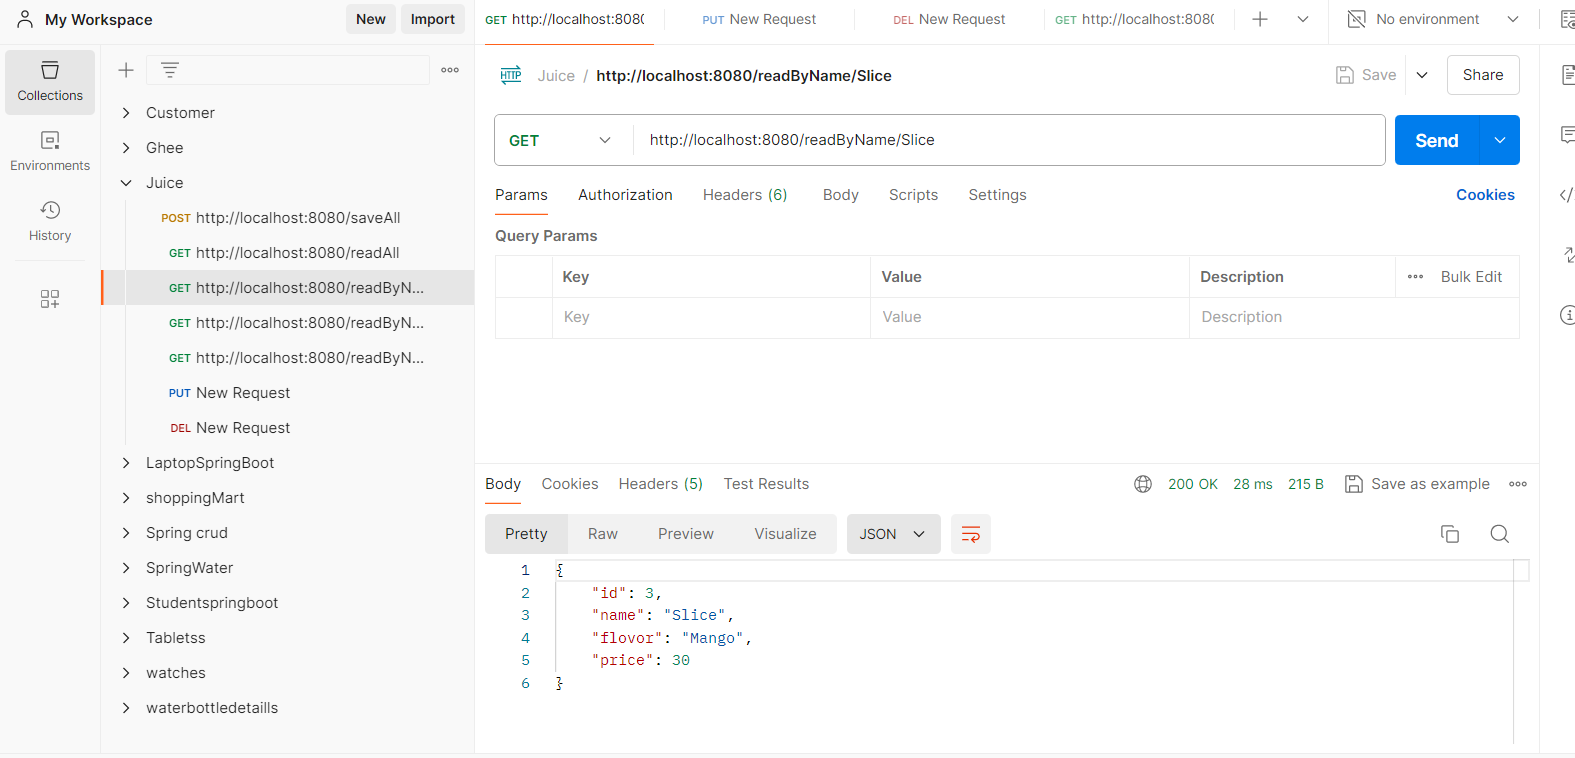 My Workspace
New
Import
GET http://localhost:8080
PUT New Request
DEL New Request
GET http://localhost:8080
No environment
Collections
Environments
History
Customer
Ghee
Juice
POST http://localhost:8080/saveAll
GET http://localhost:8080/readAll
GET http://localhost:8080/readByN...
GET http://localhost:8080/readByN...
GET http://localhost:8080/readByN...
PUT New Request
DEL New Request
LaptopSpringBoot
shoppingMart
Spring crud
SpringWater
Studentspringboot
Tabletss
watches
waterbottledetaills
HTTP Juice / http://localhost:8080/readByName/Slice
Save
Share
GET http://localhost:8080/readByName/Slice
Send
Params Authorization Headers (6) Body Scripts Settings
Cookies
Query Params
Key Value Description ••• Bulk Edit
Key Value Description
Body Cookies Headers (5) Test Results
200 OK 28 ms 215 B Save as example
Pretty Raw Preview Visualize JSON
1 {
2 "id": 3,
3 "name": "Slice",
4 "flovor": "Mango",
5 "price": 30
6 }